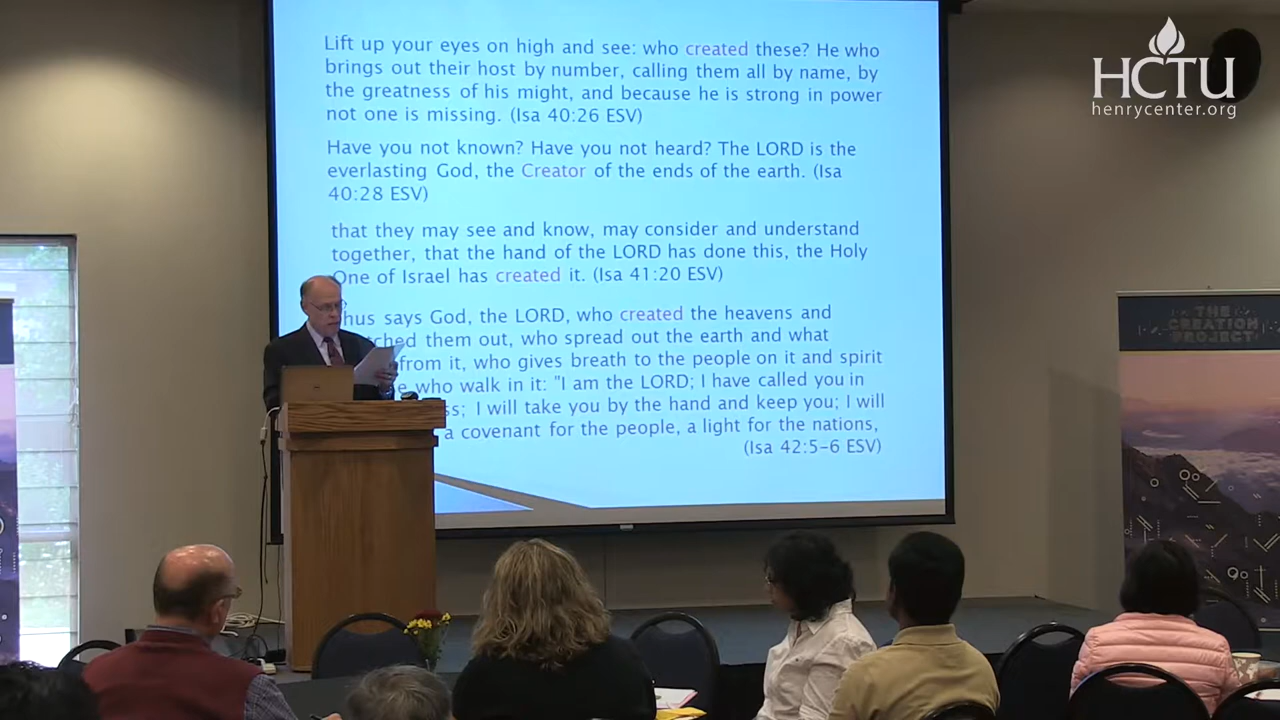 Lift up your eyes on high and see: who created these? He who
brings out their host by number, calling them all by name, by
the greatness of his might, and because he is strong in power
not one is missing. (Isa 40:26 ESV)
Have you not known? Have you not heard? The LORD is the
everlasting God, the Creator of the ends of the earth. (Isa
40:28 ESV)
that they may see and know, may consider and understand
together, that the hand of the LORD has done this, the Holy
One of Israel has created it. (Isa 41:20 ESV)
hus says God, the LORD, who created the heavens and
ched them out, who spread out the earth and what
from it, who gives breath to the people on it and spirit
e who walk in it: "I am the LORD; I have called you in
ss; I will take you by the hand and keep you; I will
a covenant for the people, a light for the nations,
(Isa 42:5-6 ESV)
HCTU
henrycenter.org
THE
CREATION
PROJECT